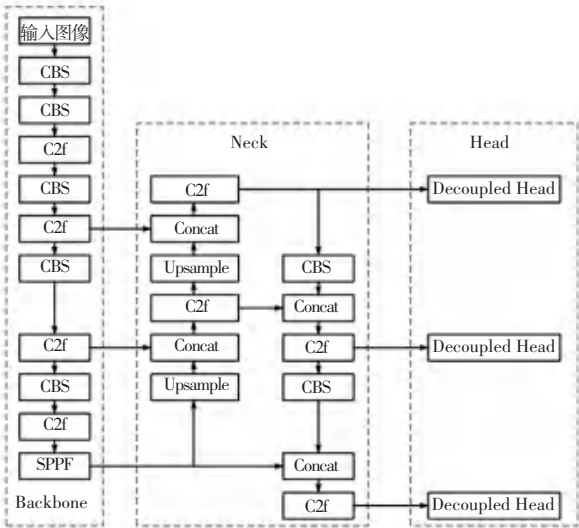 输入图像
CBS
CBS
C2f
CBS
C2f
CBS
C2f
CBS
C2f
SPPF
Backbone
Neck
C2f
Concat
Upsample
C2f
Concat
Upsample
CBS
Concat
C2f
CBS
Concat
C2f
Head
Decoupled Head
Decoupled Head
Decoupled Head